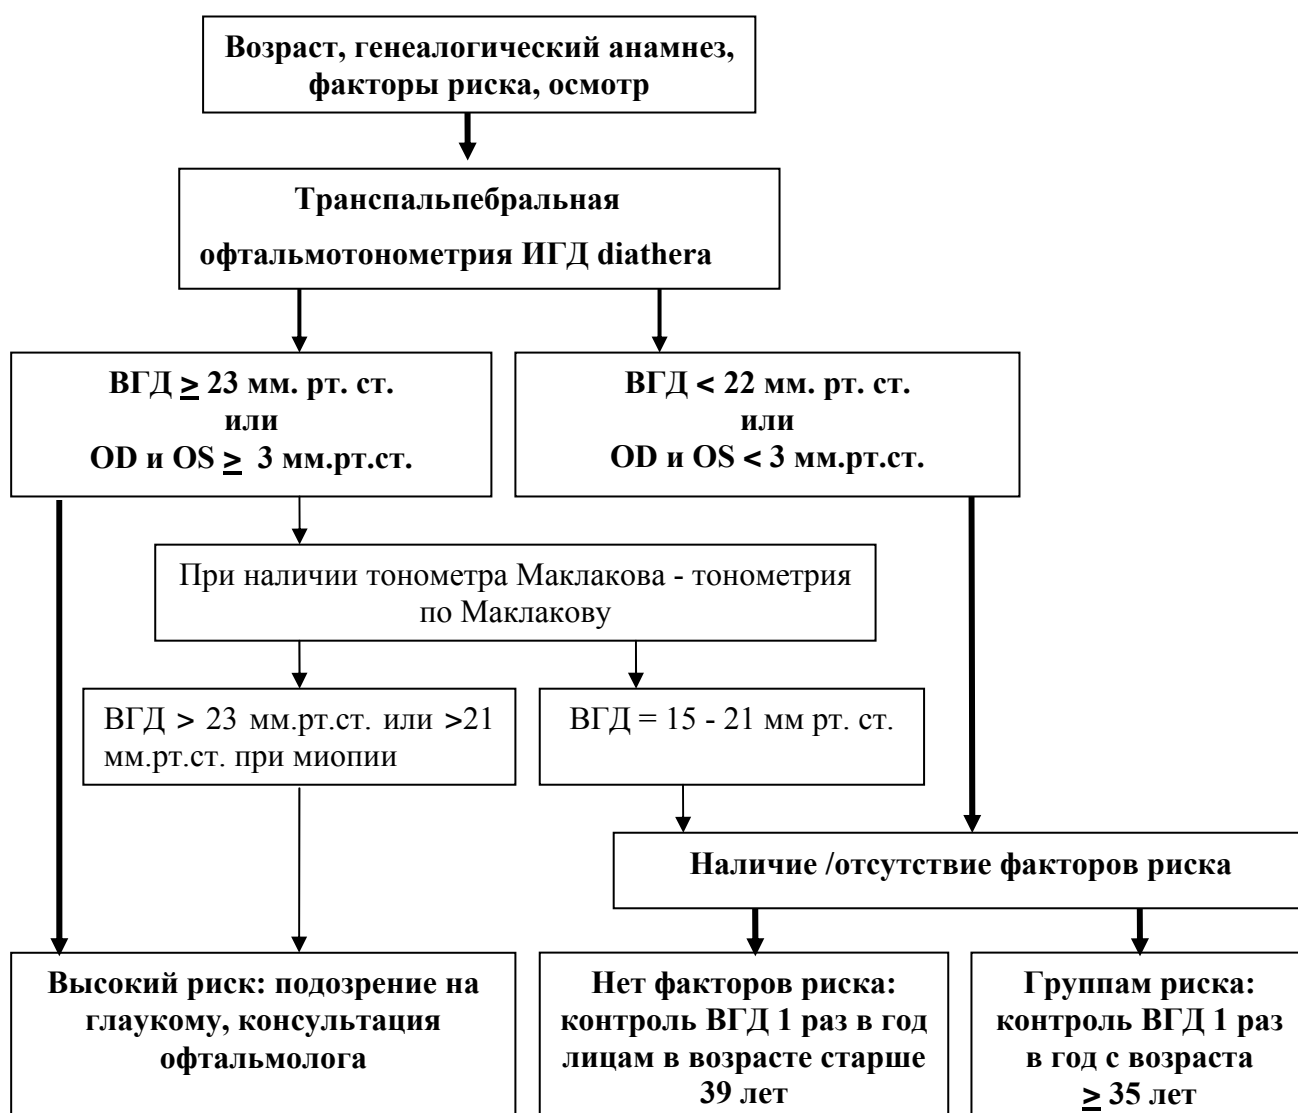 Возраст, генеалогический анамнез,
факторы риска, осмотр
Транспальпебральная
офтальмотонометрия ИГД diathera
ВГД ≥ 23 мм. рт. ст.
или
OD и OS ≥ 3 мм.рт.ст.
ВГД < 22 мм. рт. ст.
или
OD и OS < 3 мм.рт.ст.
При наличии тонометра Маклакова - тонометрия
по Маклакову
ВГД > 23 мм.рт.ст. или >21
мм.рт.ст. при миопии
ВГД = 15 - 21 мм рт. ст.
Наличие /отсутствие факторов риска
Высокий риск: подозрение на
глаукому, консультация
офтальмолога
Нет факторов риска:
контроль ВГД 1 раз в год
лицам в возрасте старше
39 лет
Группам риска:
контроль ВГД 1 раз
в год с возраста
≥ 35 лет